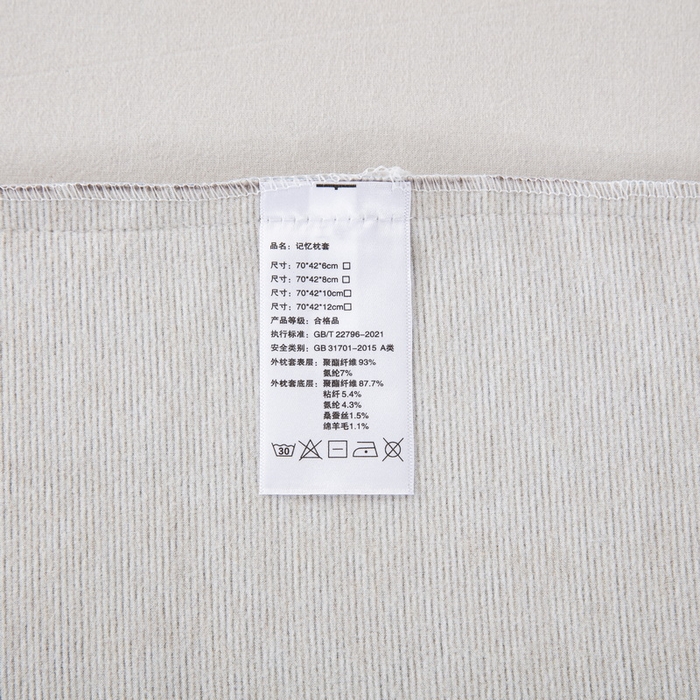 品名：记忆枕套
尺寸：70*42*6cm □
尺寸：70*42*8cm □
尺寸：70*42*10cm□
尺寸：70*42*12cm□
产品等级：合格品
执行标准：GB/T 22796-2021
安全类别：GB 31701-2015 A类
外枕套表层：聚酯纤维 93%
氨纶7%
外枕套底层：聚酯纤维 87.7%
粘纤 5.4%
氨纶 4.3%
桑蚕丝1.5%
绵羊毛1.1%
30